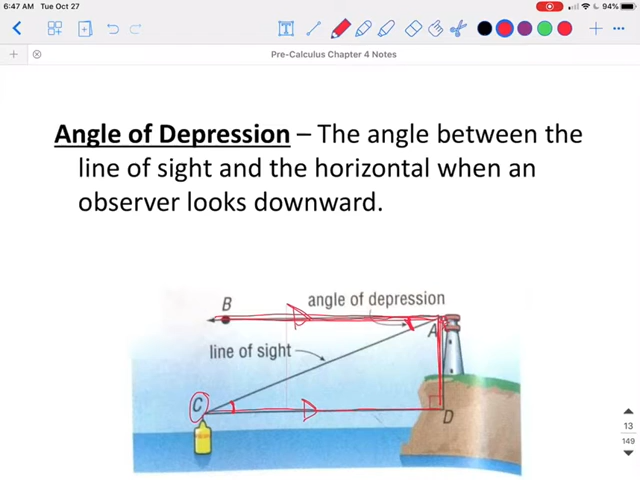 6:47 AM Tue Oct 27
94%
Pre-Calculus Chapter 4 Notes
Angle of Depression – The angle between the
line of sight and the horizontal when an
observer looks downward.
B
angle of depression
A
line of sight
C
D
13
149